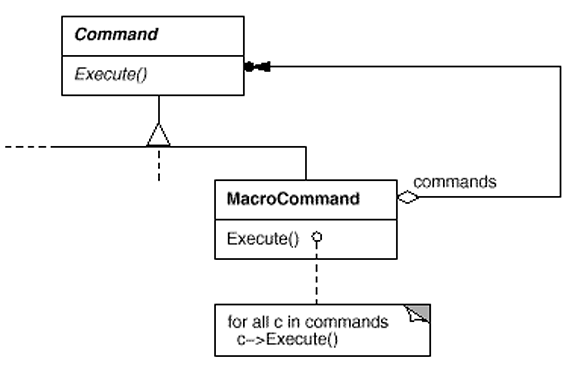 Command
Execute()
commands
MacroCommand
Execute()
for all c in commands
c->Execute()